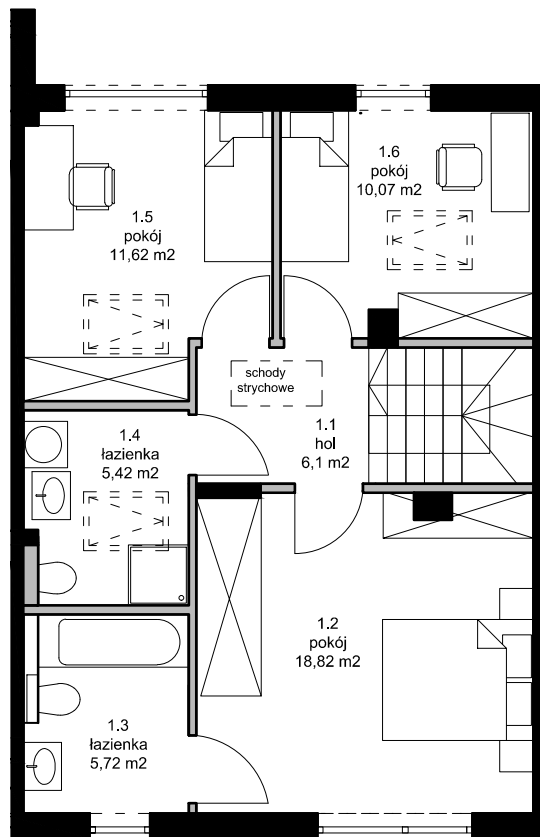 1.5
pokój
11,62 m2
1.6
pokój
10,07 m2
schody
strychowe
1.1
hol
6,1 m2
1.4
łazienka
5,42 m2
1.2
pokój
18,82 m2
1.3
łazienka
5,72 m2